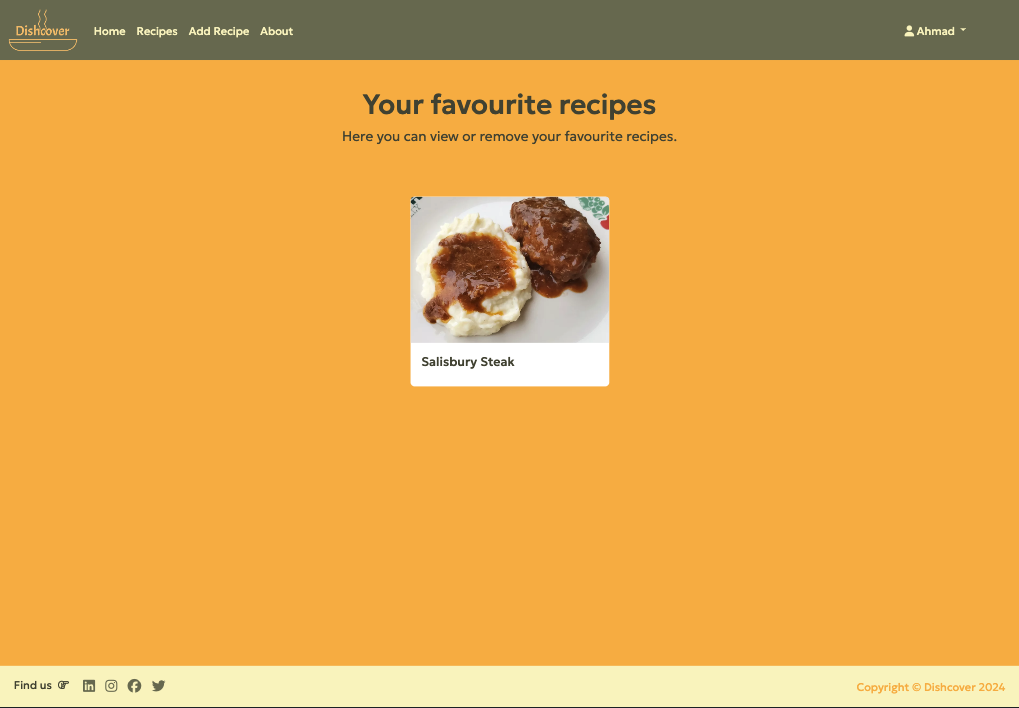 Dishcover
Home Recipes Add Recipe About
Ahmad
Your favourite recipes
Here you can view or remove your favourite recipes.
Salisbury Steak
Find us
Copyright © Dishcover 2024